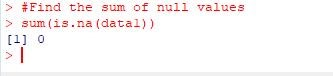 > #Find the sum of null values
> sum(is.na(data1))
[1] 0
>